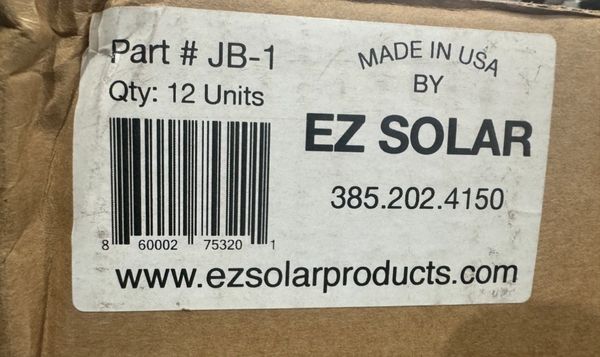 Part # JB-1
Qty: 12 Units
8 60002 75320 1
MADE IN USA
BY
EZ SOLAR
385.202.4150
www.ezsolarproducts.com